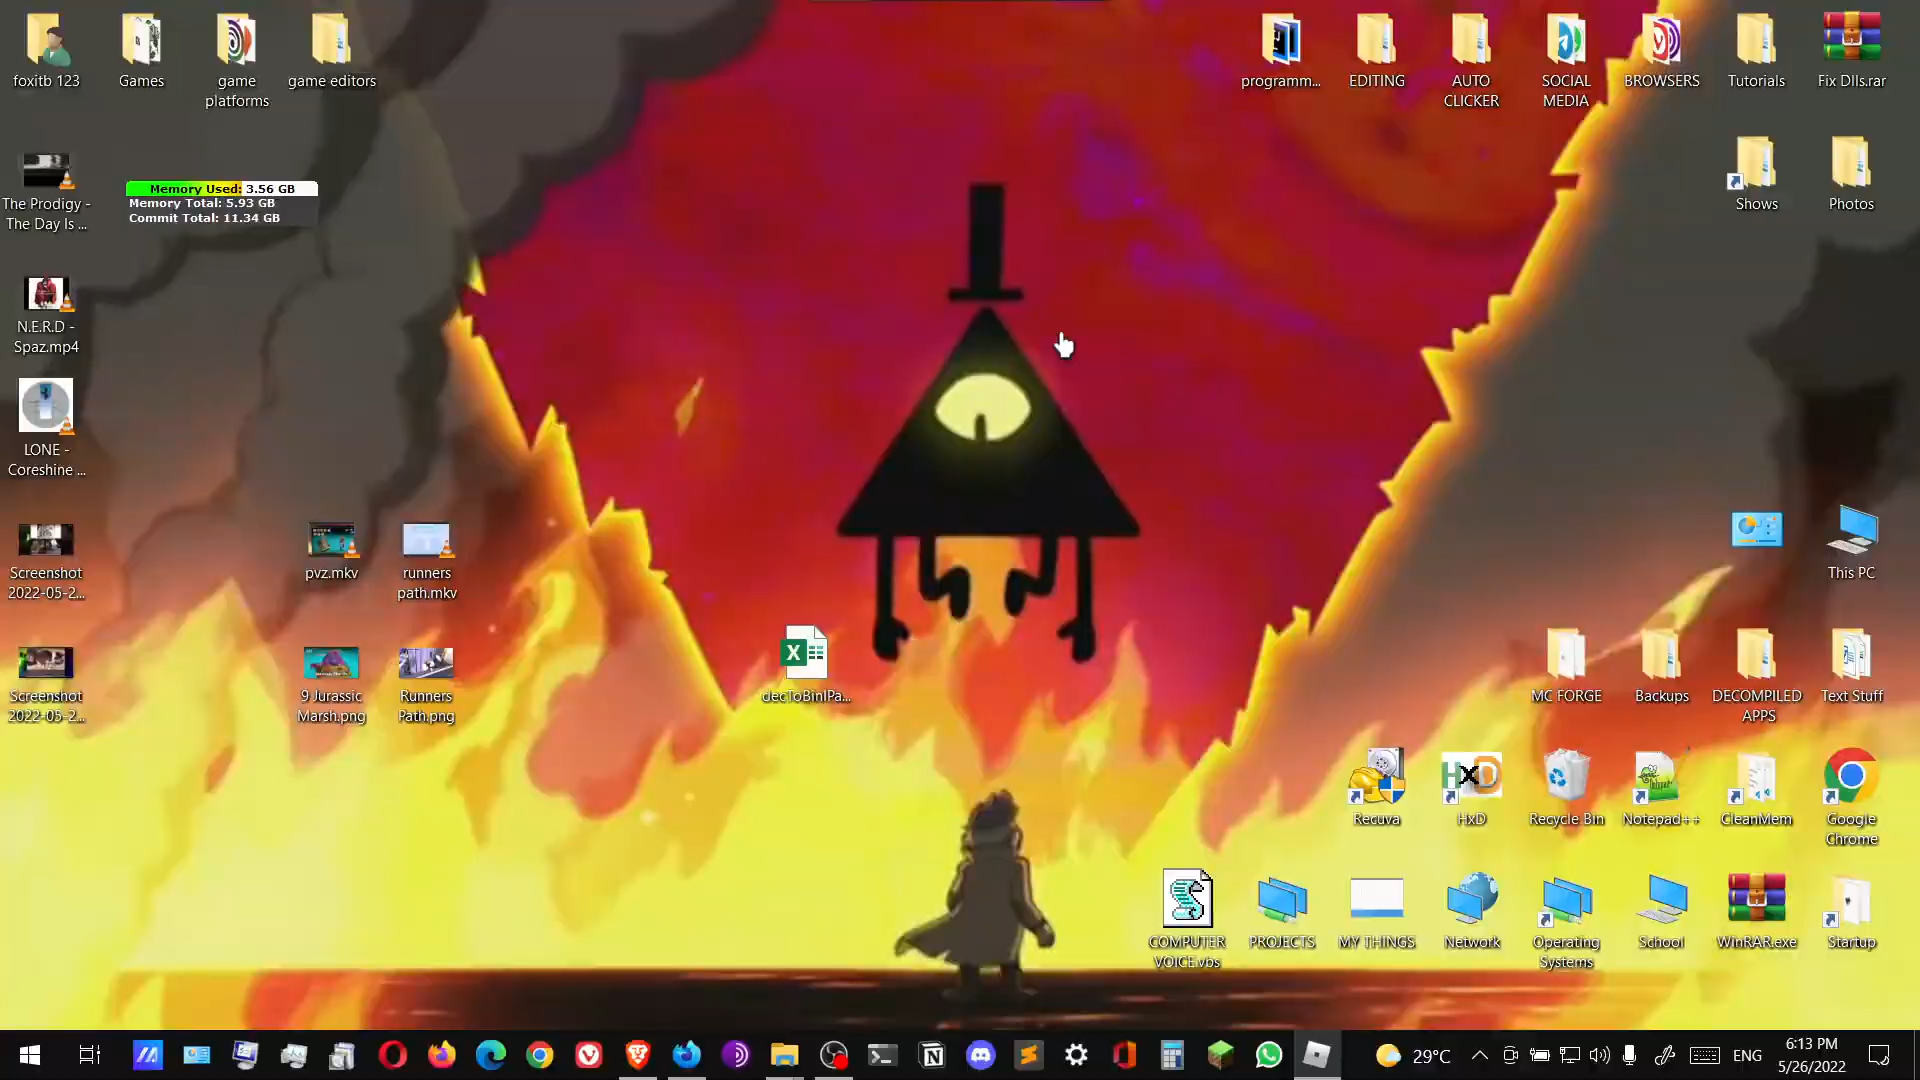 foxitb 123
Games
game
platforms
game editors
programm...
EDITING
AUTO
CLICKER
SOCIAL
MEDIA
BROWSERS
Tutorials
Fix Dlls.rar
The Prodigy -
The Day Is ...
Memory Used: 3.56 GB
Memory Total: 5.93 GB
Commit Total: 11.34 GB
Shows
Photos
N.E.R.D -
Spaz.mp4
LONE -
Coreshine ...
Screenshot
2022-05-2...
pvz.mkv
runners
path.mkv
This PC
Screenshot
2022-05-2...
9 Jurassic
Marsh.png
Runners
Path.png
decToBinIPa...
MC FORGE
Backups
DECOMPILED
APPS
Text Stuff
Recuva
HxD
HxD
Recycle Bin
Notepad++
CleanMem
Google
Chrome
COMPUTER
VOICE.vbs
PROJECTS
MY THINGS
Network
Operating
Systems
School
WinRAR.exe
Startup
29°C
ENG
6:13 PM
5/26/2022